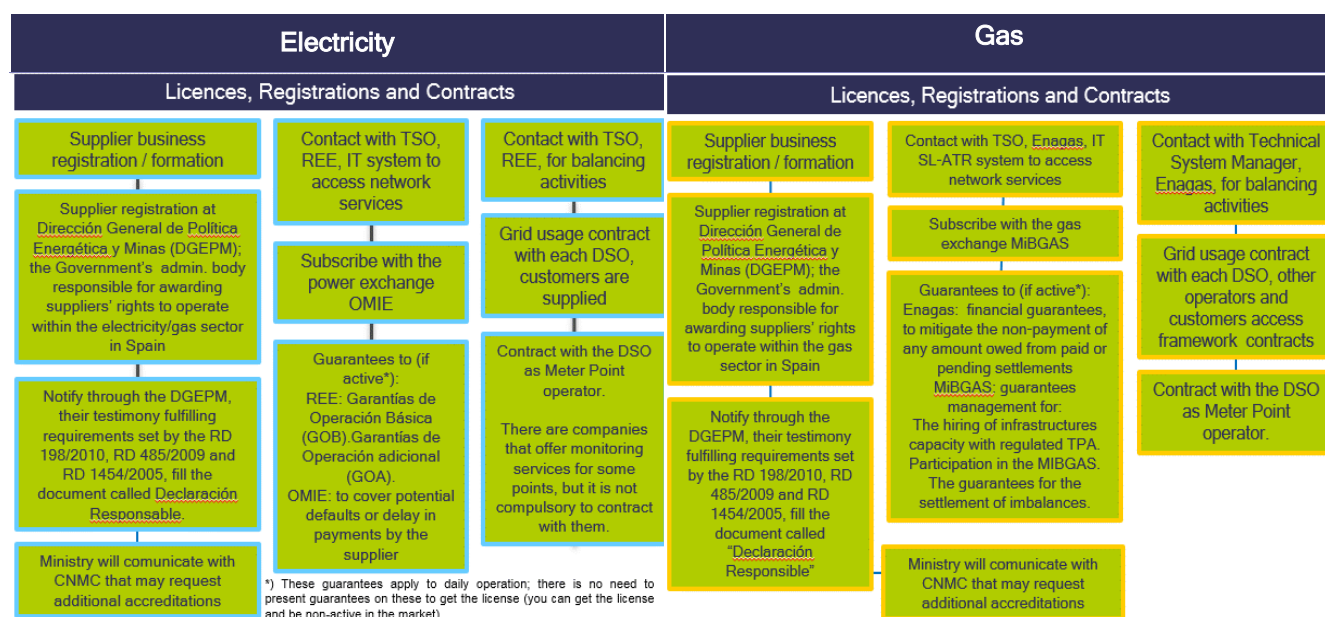 Electricity
Licences, Registrations and Contracts
Supplier business
registration / formation
Supplier registration at
Dirección General de Política
Energética y Minas (DGEPM);
the Government's admin. body
responsible for awarding
suppliers' rights to operate
within the electricity/gas sector
in Spain
Notify through the DGEPM,
their testimony fulfilling
requirements set by the RD
198/2010, RD 485/2009 and
RD 1454/2005, fill the
document called Declaración
Responsable.
Ministry will comunicate with
CNMC that may request
additional accreditations
Contact with TSO,
REE, IT system to
access network
services
Subscribe with the
power exchange
OMIE
Guarantees to (if
active*):
REE: Garantías de
Operación Básica
(GOB).Garantías de
Operación adicional
(GOA).
OMIE: to cover potential
defaults or delay in
payments by the
supplier
Contact with TSO,
REE, for balancing
activities
Grid usage contract
with each DSO,
customers are
supplied
Contract with the DSO
as Meter Point
operator.
There are companies
that offer monitoring
services for some
points, but it is not
compulsory to contract
with them.
*) These guarantees apply to daily operation; there is no need to
present guarantees on these to get the license (you can get the license
and be non-active in the market)
Gas
Licences, Registrations and Contracts
Supplier business
registration / formation
Supplier registration at
Dirección General de
Política Energética y
Minas (DGEPM); the
Government's admin.
body responsible for
awarding suppliers' rights
to operate within the gas
sector in Spain
Notify through the
DGEPM, their testimony
fulfilling requirements set
by the RD 198/2010, RD
485/2009 and RD
1454/2005, fill the
document called
“Declaración
Responsible”
Contact with TSO, Enagas, IT
SL-ATR system to access
network services
Subscribe with the gas
exchange MiBGAS
Guarantees to (if active*):
Enagas: financial guarantees,
to mitigate the non-payment of
any amount owed from paid or
pending settlements
MiBGAS: guarantees
management for:
The hiring of infrastructures
capacity with regulated TPA.
Participation in the MIBGAS.
The guarantees for the
settlement of imbalances.
Ministry will comunicate with
CNMC that may request
additional accreditations
Contact with Technical
System Manager,
Enagas, for balancing
activities
Grid usage contract
with each DSO, other
operators and
customers access
framework contracts
Contract with the DSO
as Meter Point
operator.